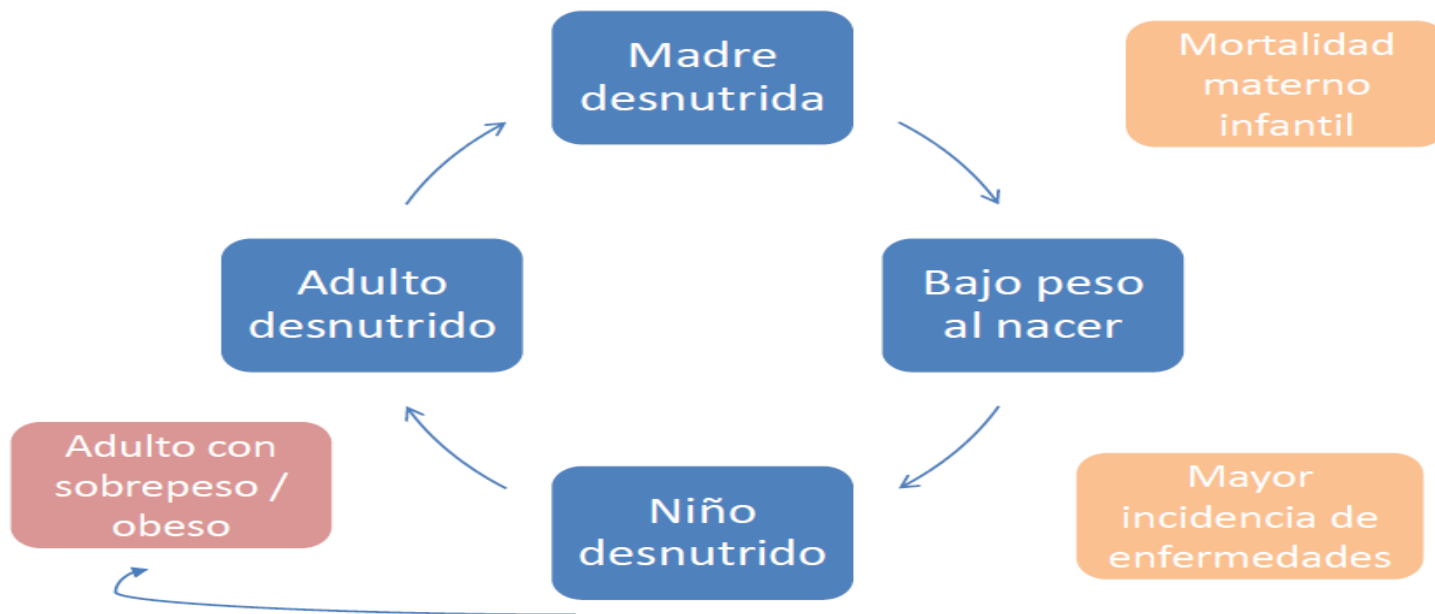 Madre
desnutrida
Mortalidad
materno
infantil
Adulto
desnutrido
Bajo peso
al nacer
Adulto con
sobrepeso /
obeso
Niño
desnutrido
Mayor
incidencia de
enfermedades